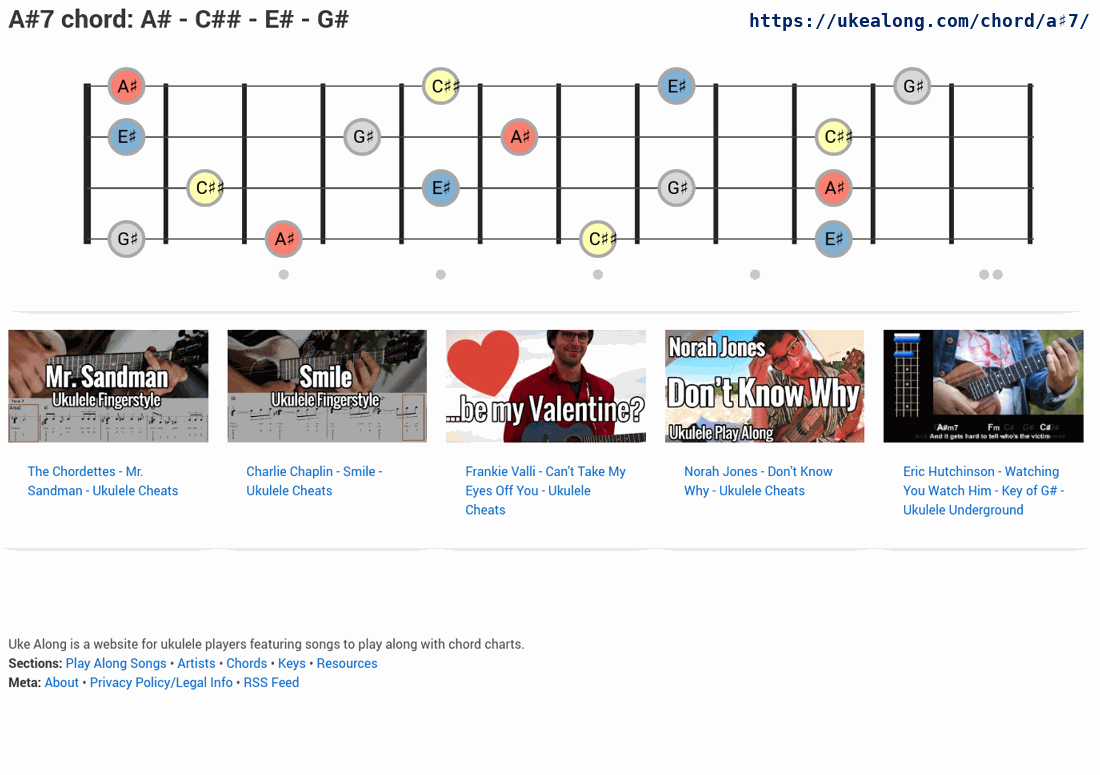 A#7 chord: A# - C## - E# - G#
https://ukealong.com/chord/a♯7/
A♯ C♯♯ E♯ G♯
E♯ G♯ A♯ C♯♯
C♯♯ E♯ G♯ A♯
G♯ A♯ C♯♯ E♯
Mr. Sandman
Ukulele Fingerstyle
Smile
Ukulele Fingerstyle
...be my Valentine?
Norah Jones
Don't Know Why
Ukulele Play Along
A#m7 Fm C# G# C#
And it gets hard to tell who's the victim
The Chordettes - Mr.
Sandman - Ukulele Cheats
Charlie Chaplin - Smile -
Ukulele Cheats
Frankie Valli - Can't Take My
Eyes Off You - Ukulele
Cheats
Norah Jones - Don't Know
Why - Ukulele Cheats
Eric Hutchinson - Watching
You Watch Him - Key of G# -
Ukulele Underground
Uke Along is a website for ukulele players featuring songs to play along with chord charts.
Sections: Play Along Songs • Artists • Chords • Keys • Resources
Meta: About • Privacy Policy/Legal Info • RSS Feed